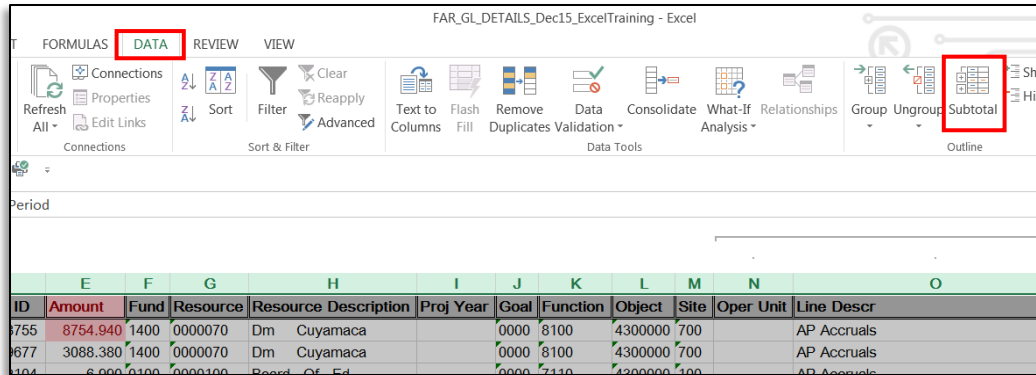 FAR_GL_DETAILS_Dec15_ExcelTraining - Excel
FORMULAS DATA REVIEW VIEW
Connections Clear
Properties Reapply
Refresh Sort Filter Text to Flash Remove Data Consolidate What-If Relationships Group Ungroup Subtotal
All Edit Links Advanced Columns Fill Duplicates Validation Analysis
Connections Sort & Filter Data Tools Outline
Period
E F G H I J K L M N O
ID Amount Fund Resource Resource Description Proj Year Goal Function Object Site Oper Unit Line Descr
3755 8754.940 1400 0000070 Dm Cuyamaca 0000 8100 4300000 700 AP Accruals
9677 3088.380 1400 0000070 Dm Cuyamaca 0000 8100 4300000 700 AP Accruals